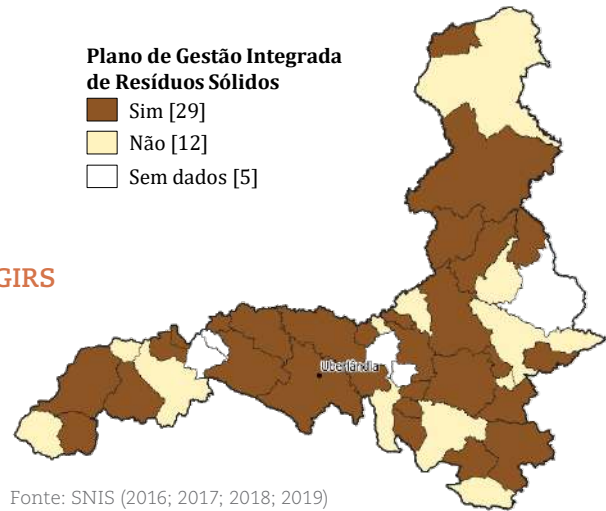 Plano de Gestão Integrada
de Resíduos Sólidos
Sim [29]
Não [12]
Sem dados [5]
GIRS
Uberlândia
Fonte: SNIS (2016; 2017; 2018; 2019)